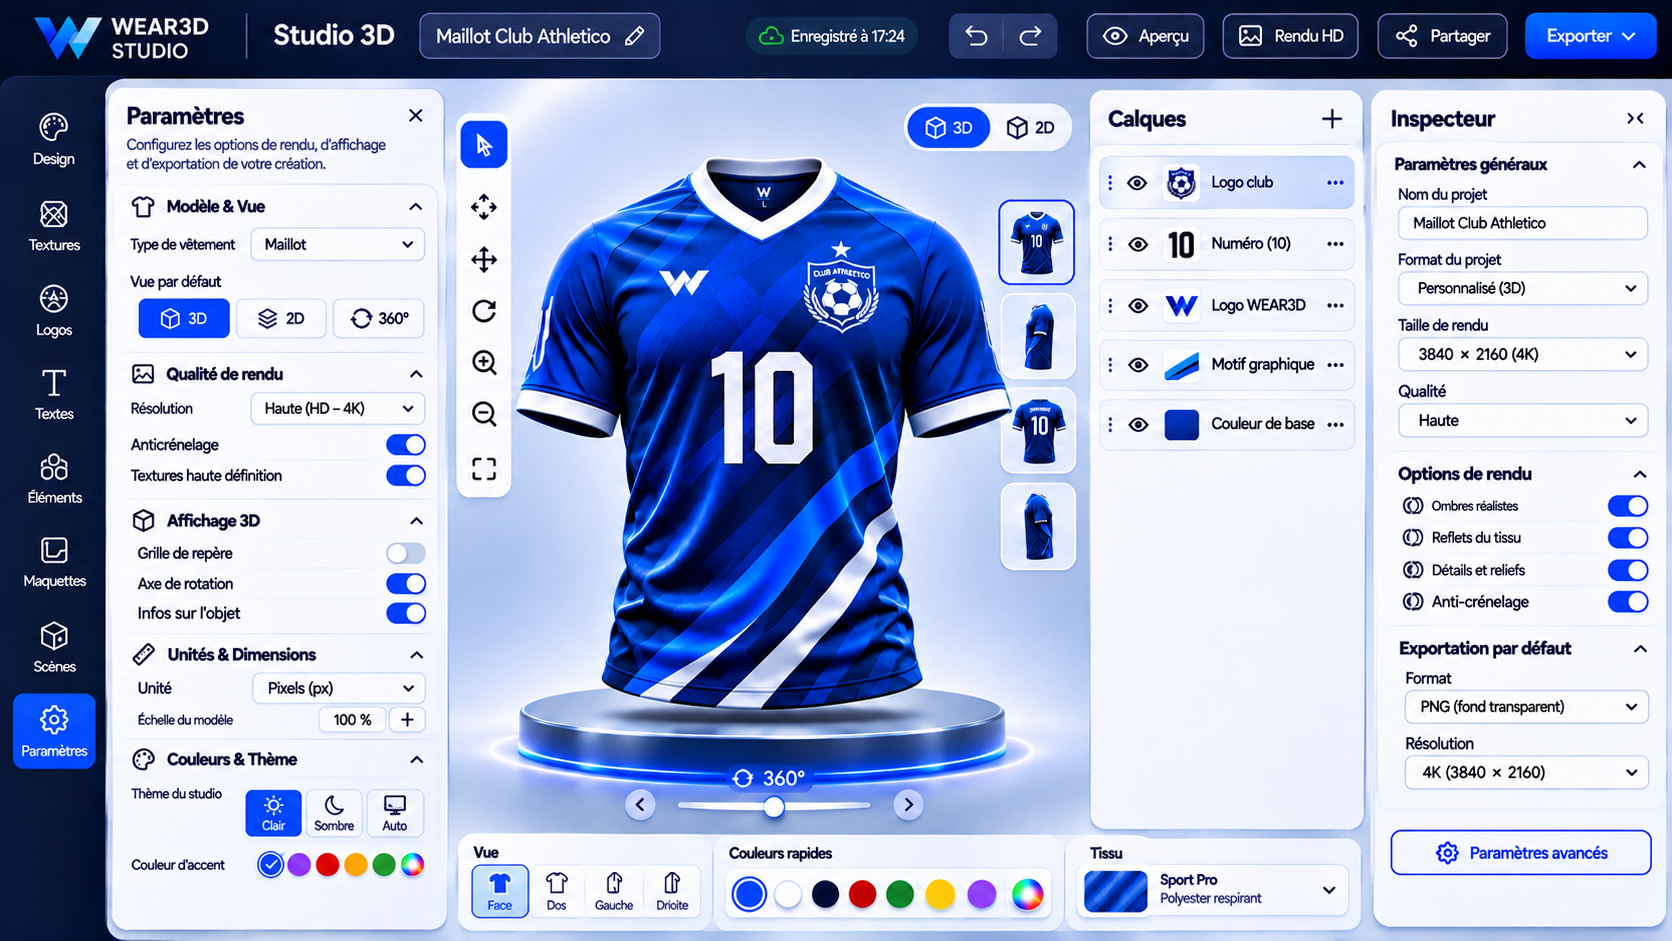 WEAR3D
STUDIO
Studio 3D
Maillot Club Athletico
Enregistré à 17:24
Aperçu
Rendu HD
Partager
Exporter
Design
Textures
Logos
Textes
Éléments
Maquettes
Scènes
Paramètres
Paramètres
Configurez les options de rendu, d'affichage
et d'exportation de votre création.
Modèle & Vue
Type de vêtement
Maillot
Vue par défaut
3D
2D
360°
Qualité de rendu
Résolution
Haute (HD – 4K)
Anticrénelage
Textures haute définition
Affichage 3D
Grille de repère
Axe de rotation
Infos sur l'objet
Unités & Dimensions
Unité
Pixels (px)
Échelle du modèle
100 %
Couleurs & Thème
Thème du studio
Clair
Sombre
Auto
Couleur d'accent
3D
2D
W
L
W
CLUB ATHLETICO
10
10
10
360°
Vue
Face
Dos
Gauche
Drioite
Couleurs rapides
Tissu
Sport Pro
Polyester respirant
Calques
Logo club
10
Numéro (10)
Logo WEAR3D
Motif graphique
Couleur de base
Inspecteur
Paramètres généraux
Nom du projet
Maillot Club Athletico
Format du projet
Personnalisé (3D)
Taille de rendu
3840 × 2160 (4K)
Qualité
Haute
Options de rendu
Ombres réalistes
Reflets du tissu
Détails et reliefs
Anti-crénelage
Exportation par défaut
Format
PNG (fond transparent)
Résolution
4K (3840 × 2160)
Paramètres avancés